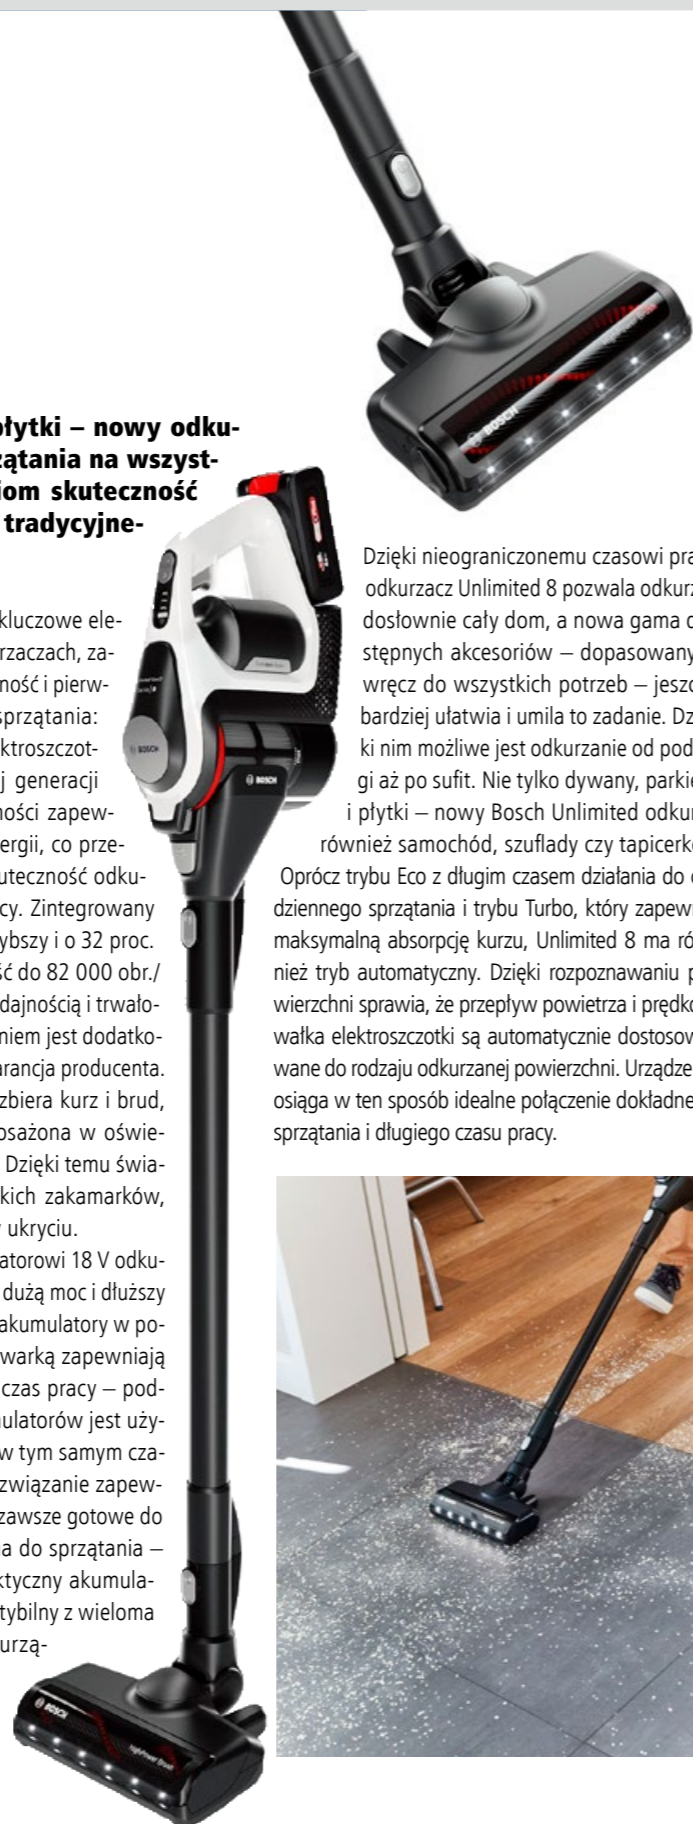 płytki – nowy odku-
zątania na wszyst-
iom skuteczność
tradycyjne-
kluczowe ele-
rzaczach, za-
ność i pierw-
sprzątania:
ktroszczot-
j generacji
ności zapew-
ergii, co prze-
uteczność odku-
cy. Zintegrowany
ybszy i o 32 proc.
ść do 82 000 obr./
dajnością i trwało-
niem jest dodatko-
arancja producenta.
zbiera kurz i brud,
osażona w oświe-
Dzięki temu świa-
kich zakamarków,
ukryciu.
atorowi 18 V odku-
dużą moc i dłuższy
akumulatory w po-
warką zapewniają
czas pracy – pod-
mulatorów jest uży-
w tym samym cza-
związanie zapew-
zawsze gotowe do
a do sprzątania –
ktyczny akumula-
tybilny z wieloma
urzą-
Dzięki nieograniczonemu czasowi pra
odkurzacz Unlimited 8 pozwala odkurz
dosłownie cały dom, a nowa gama d
stępnych akcesoriów – dopasowany
wręcz do wszystkich potrzeb – jeszc
bardziej ułatwia i umila to zadanie. Dz
ki nim możliwe jest odkurzanie od pod
gi aż po sufit. Nie tylko dywany, parkie
i płytki – nowy Bosch Unlimited odkur
również samochód, szuflady czy tapicerk
Oprócz trybu Eco z długim czasem działania do c
dziennego sprzątania i trybu Turbo, który zapewn
maksymalną absorpcję kurzu, Unlimited 8 ma ró
nież tryb automatyczny. Dzięki rozpoznawaniu p
wierzchni sprawia, że przepływ powietrza i prędko
wałka elektroszczotki są automatycznie dostosow
wane do rodzaju odkurzanej powierzchni. Urządze
osiąga w ten sposób idealne połączenie dokładne
sprzątania i długiego czasu pracy.
BOSCH
BOSCH
BOSCH
BOSCH
HighPower Brush